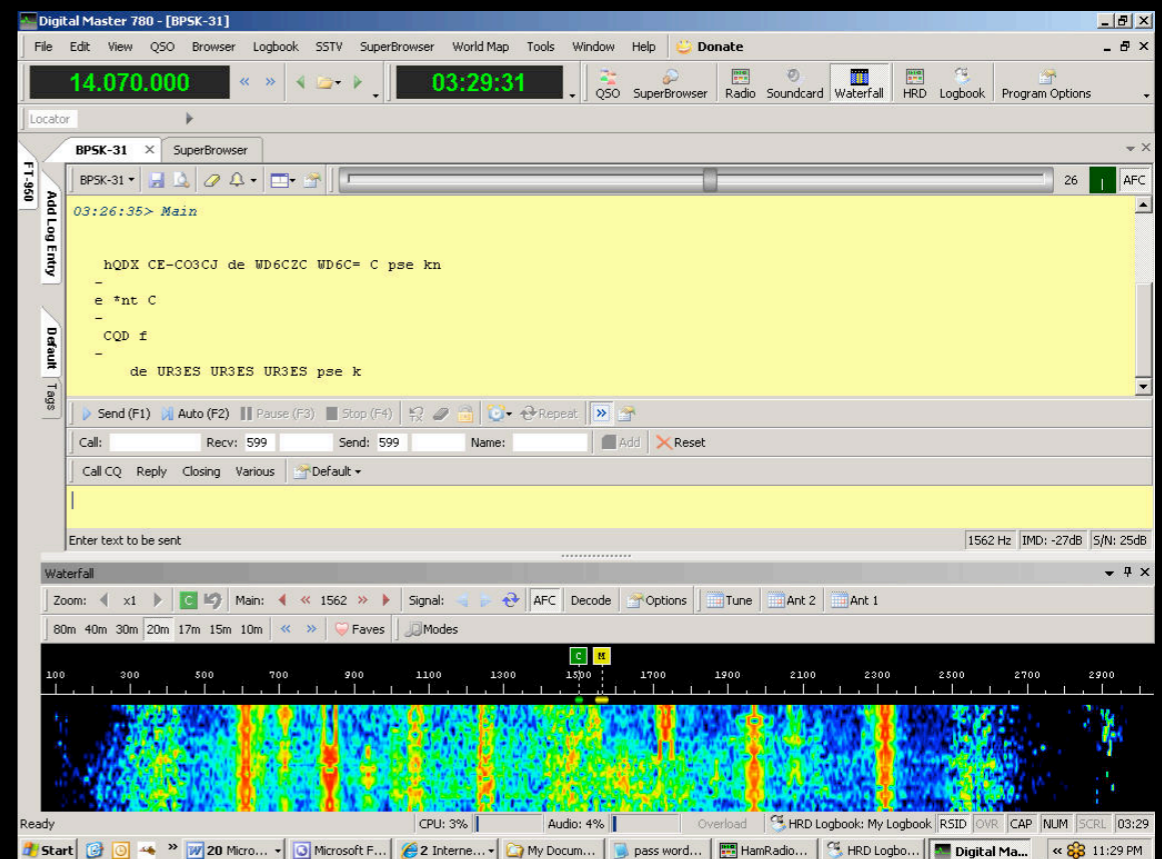 Digital Master 780 - [BPSK-31]
File Edit View QSO Browser Logbook SSTV SuperBrowser World Map Tools Window Help Donate
14.070.000 03:29:31 QSO SuperBrowser Radio Soundcard Waterfall HRD Logbook Program Options
Locator
BPSK-31 SuperBrowser
FT-950
Add Log Entry
Default
Tags
BPSK-31 26 AFC
03:26:35> Main
hQDX CE-CO3CJ de WD6CZC WD6C= C pse kn
–
e *nt C
–
CQD f
–
de UR3ES UR3ES UR3ES pse k
Send (F1) Auto (F2) Pause (F3) Stop (F4) TX Repeat
Call: Recv: 599 Send: 599 Name: Add Reset
Call CQ Reply Closing Various Default
Enter text to be sent 1562 Hz IMD: -27dB S/N: 25dB
Waterfall
Zoom: x1 C Main: 1562 Signal: AFC Decode Options Tune Ant 2 Ant 1
80m 40m 30m 20m 17m 15m 10m Faves Modes
C M
100 300 500 700 900 1100 1300 1500 1700 1900 2100 2300 2500 2700 2900
Ready CPU: 3% Audio: 4% Overload HRD Logbook: My Logbook RSID OVR CAP NUM SCRL 03:29
Start 20 Micro... Microsoft F... 2 Interne... My Docum... pass word... HamRadio... HRD Logbo... Digital Ma... 11:29 PM